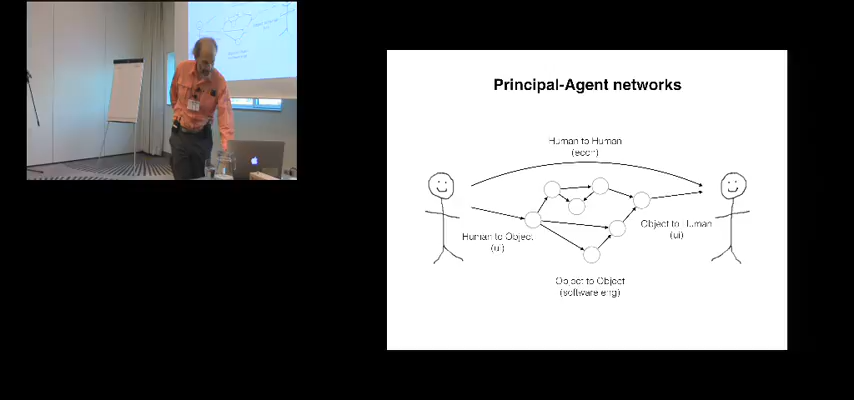 Principal-Agent networks
Human to Human
(econ)
Human to Object
(ui)
Object to Human
(ui)
Object to Object
(software eng)